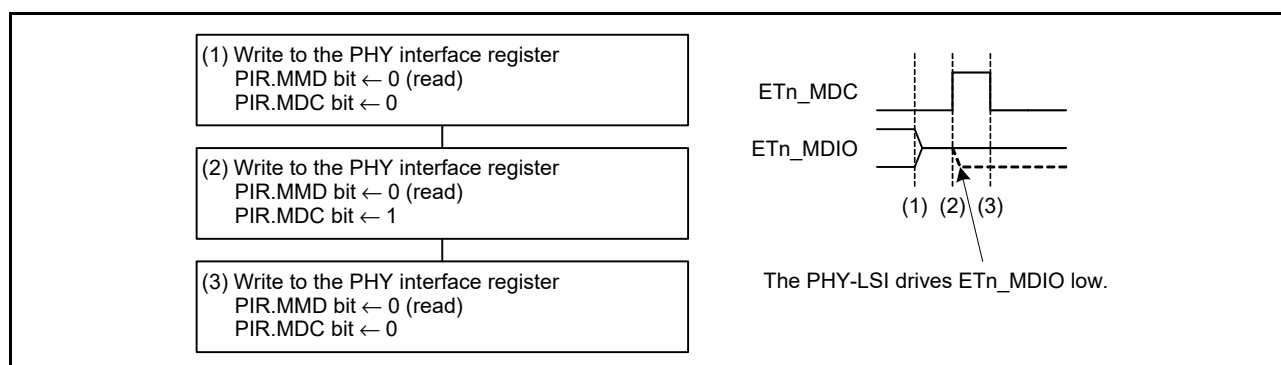 (1) Write to the PHY interface register
PIR.MMD bit ← 0 (read)
PIR.MDC bit ← 0
(2) Write to the PHY interface register
PIR.MMD bit ← 0 (read)
PIR.MDC bit ← 1
(3) Write to the PHY interface register
PIR.MMD bit ← 0 (read)
PIR.MDC bit ← 0
ETn_MDC
ETn_MDIO
(1) (2) (3)
The PHY-LSI drives ETn_MDIO low.